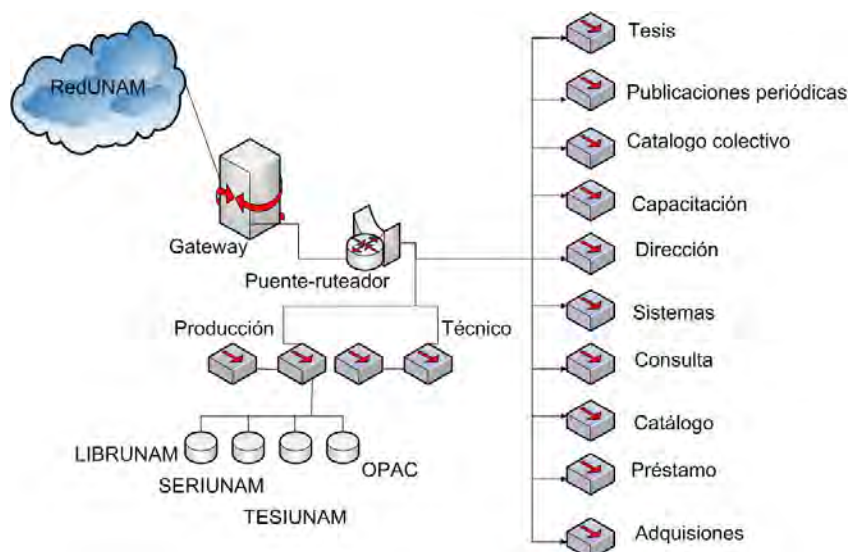 RedUNAM
Gateway
Puente-ruteador
Producción
Técnico
LIBRUNAM
SERIUNAM
TESIUNAM
OPAC
Tesis
Publicaciones periódicas
Catalogo colectivo
Capacitación
Dirección
Sistemas
Consulta
Catálogo
Préstamo
Adquisiones